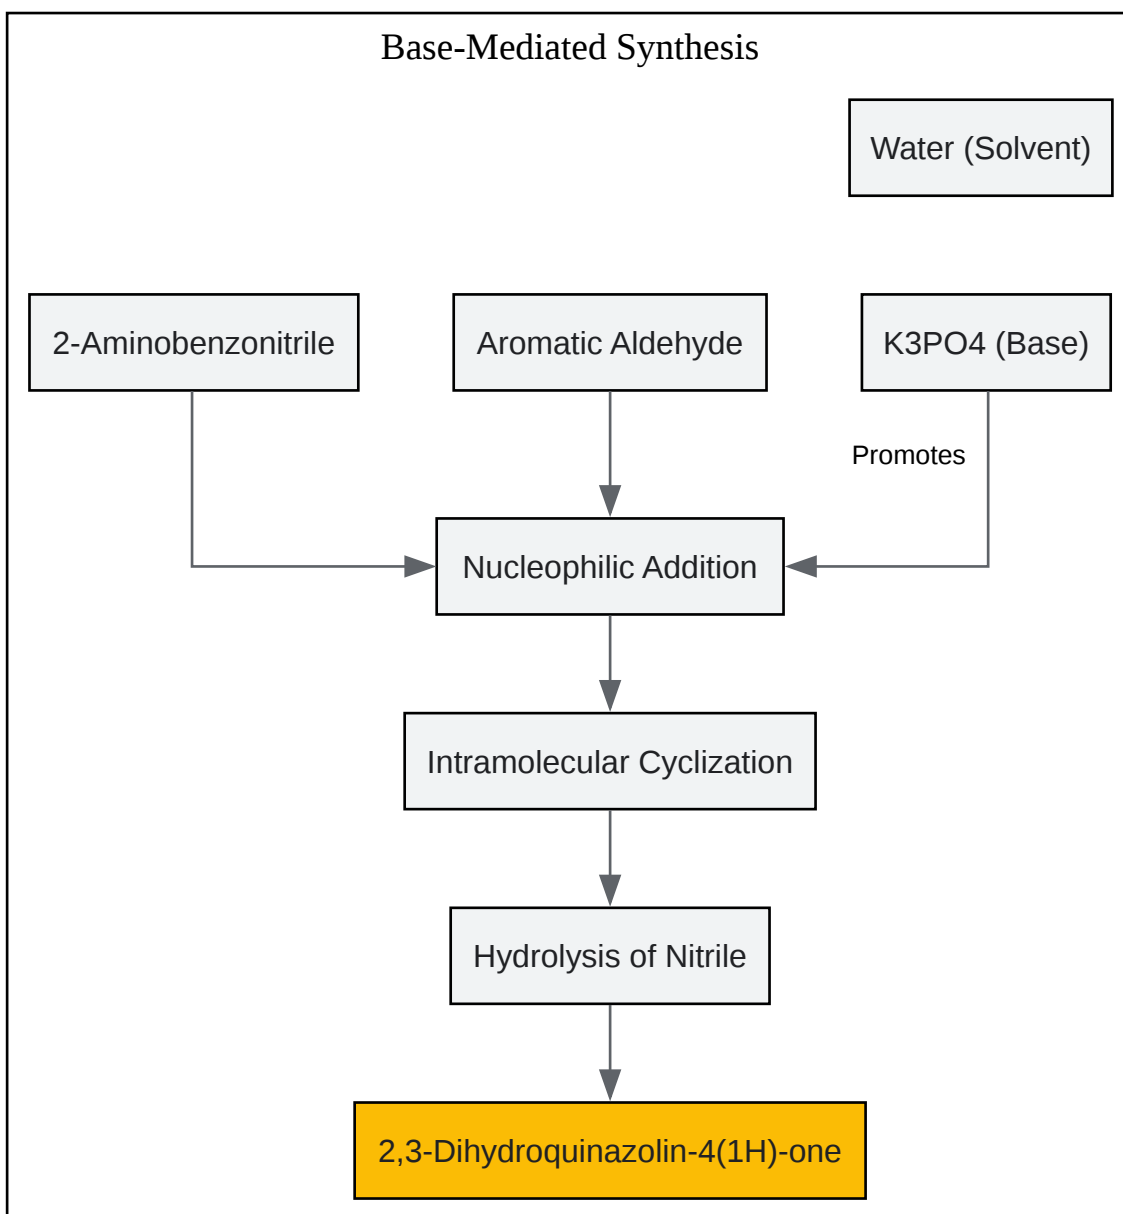 Base-Mediated Synthesis
Water (Solvent)
2-Aminobenzonitrile
Aromatic Aldehyde
K3PO4 (Base)
Promotes
Nucleophilic Addition
Intramolecular Cyclization
Hydrolysis of Nitrile
2,3-Dihydroquinazolin-4(1H)-one